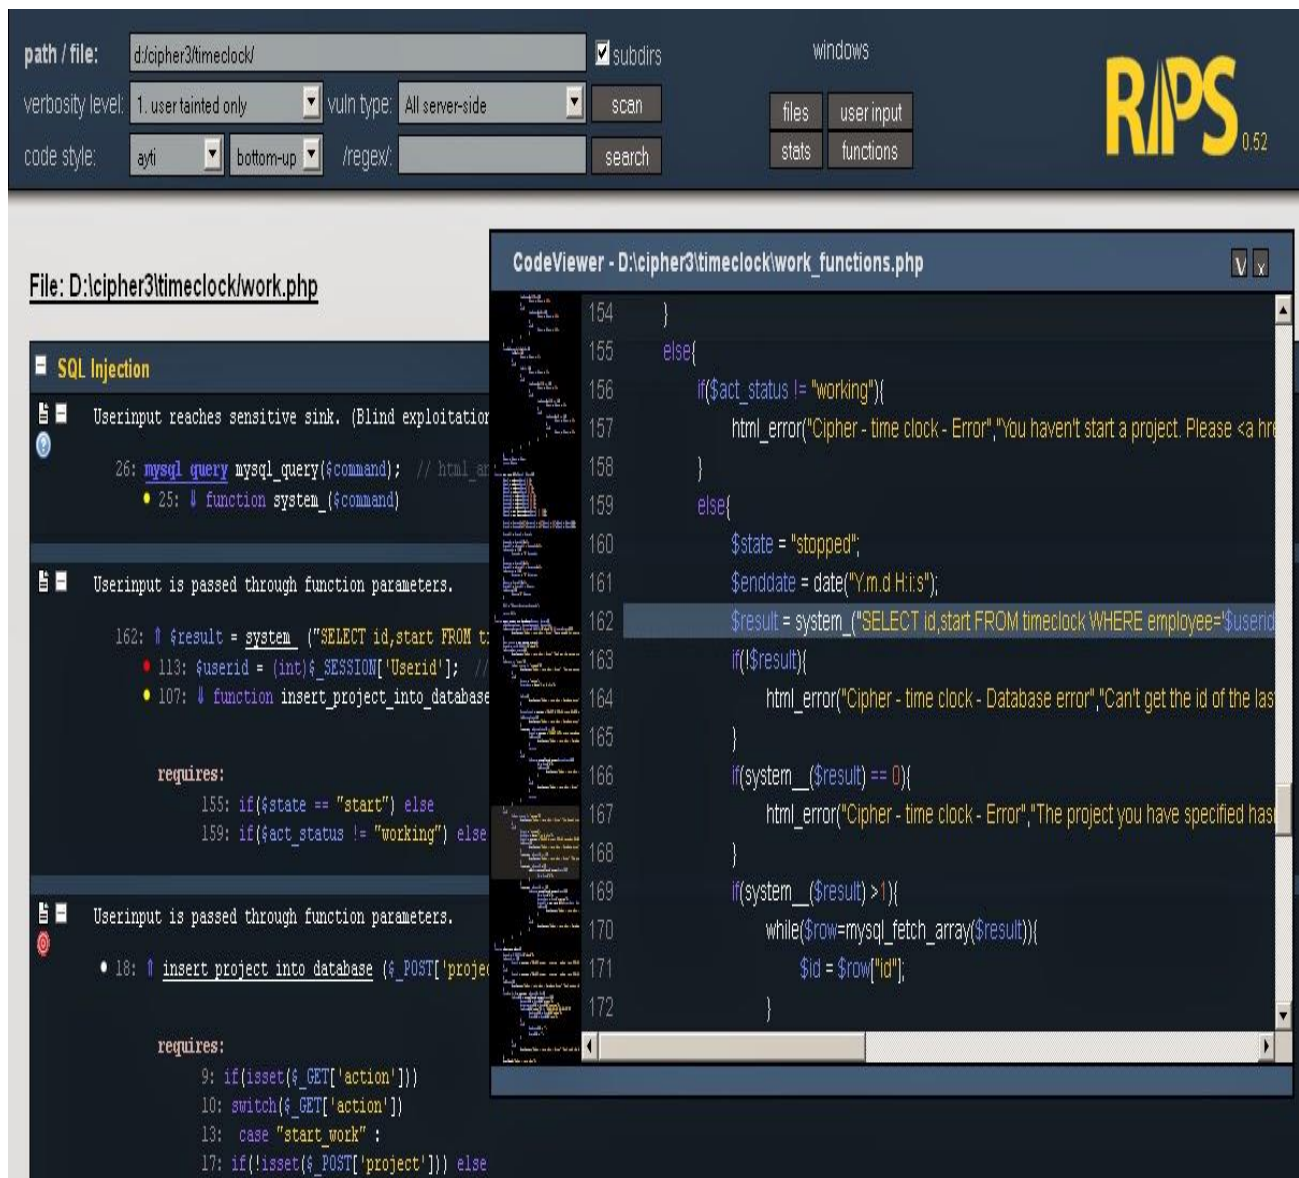 path / file: d:/cipher3/timeclock/ subdirs windows
verbosity level: 1. user tainted only vuln type: All server-side scan files user input
code style: ayti bottom-up /regex/: search stats functions
RIPS 0.52
File: D:\cipher3\timeclock/work.php
SQL Injection
Userinput reaches sensitive sink. (Blind exploitation
26: mysql_query mysql_query($command); // html_an
25: ⇓ function system_($command)
Userinput is passed through function parameters.
162: ⇑ $result = system_ ("SELECT id,start FROM ti
113: $userid = (int)$_SESSION['Userid']; //
107: ⇓ function insert_project_into_database
requires:
155: if($state == "start") else
159: if($act_status != "working") else
Userinput is passed through function parameters.
18: ⇑ insert_project_into_database ($_POST['projec
requires:
9: if(isset($_GET['action']))
10: switch($_GET['action'])
13: case "start_work" :
17: if(!isset($_POST['project'])) else
CodeViewer - D:\cipher3\timeclock\work_functions.php V x
154 }
155 else{
156 if($act_status != "working"){
157 html_error("Cipher - time clock - Error","You haven't start a project. Please <a hre
158 }
159 else{
160 $state = "stopped";
161 $enddate = date("Y.m.d H:i:s");
162 $result = system_("SELECT id,start FROM timeclock WHERE employee='$userid
163 if(!$result){
164 html_error("Cipher - time clock - Database error","Can't get the id of the las
165 }
166 if(system__($result) == 0){
167 html_error("Cipher - time clock - Error","The project you have specified hasn
168 }
169 if(system__($result) >1){
170 while($row=mysql_fetch_array($result)){
171 $id = $row["id"];
172 }